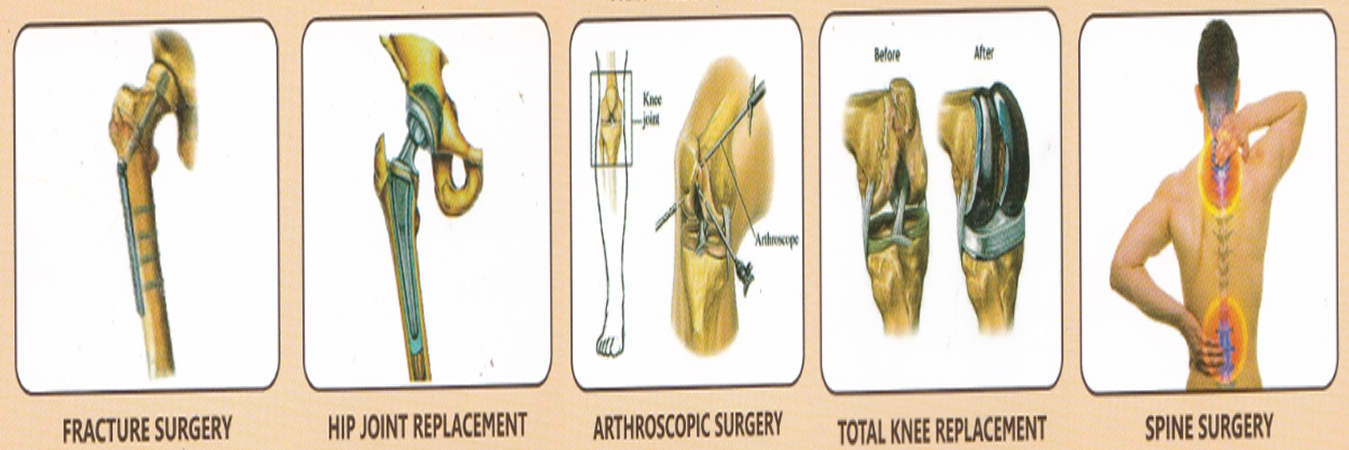 Before
After
Knee
joint
Arthroscope
FRACTURE SURGERY
HIP JOINT REPLACEMENT
ARTHROSCOPIC SURGERY
TOTAL KNEE REPLACEMENT
SPINE SURGERY